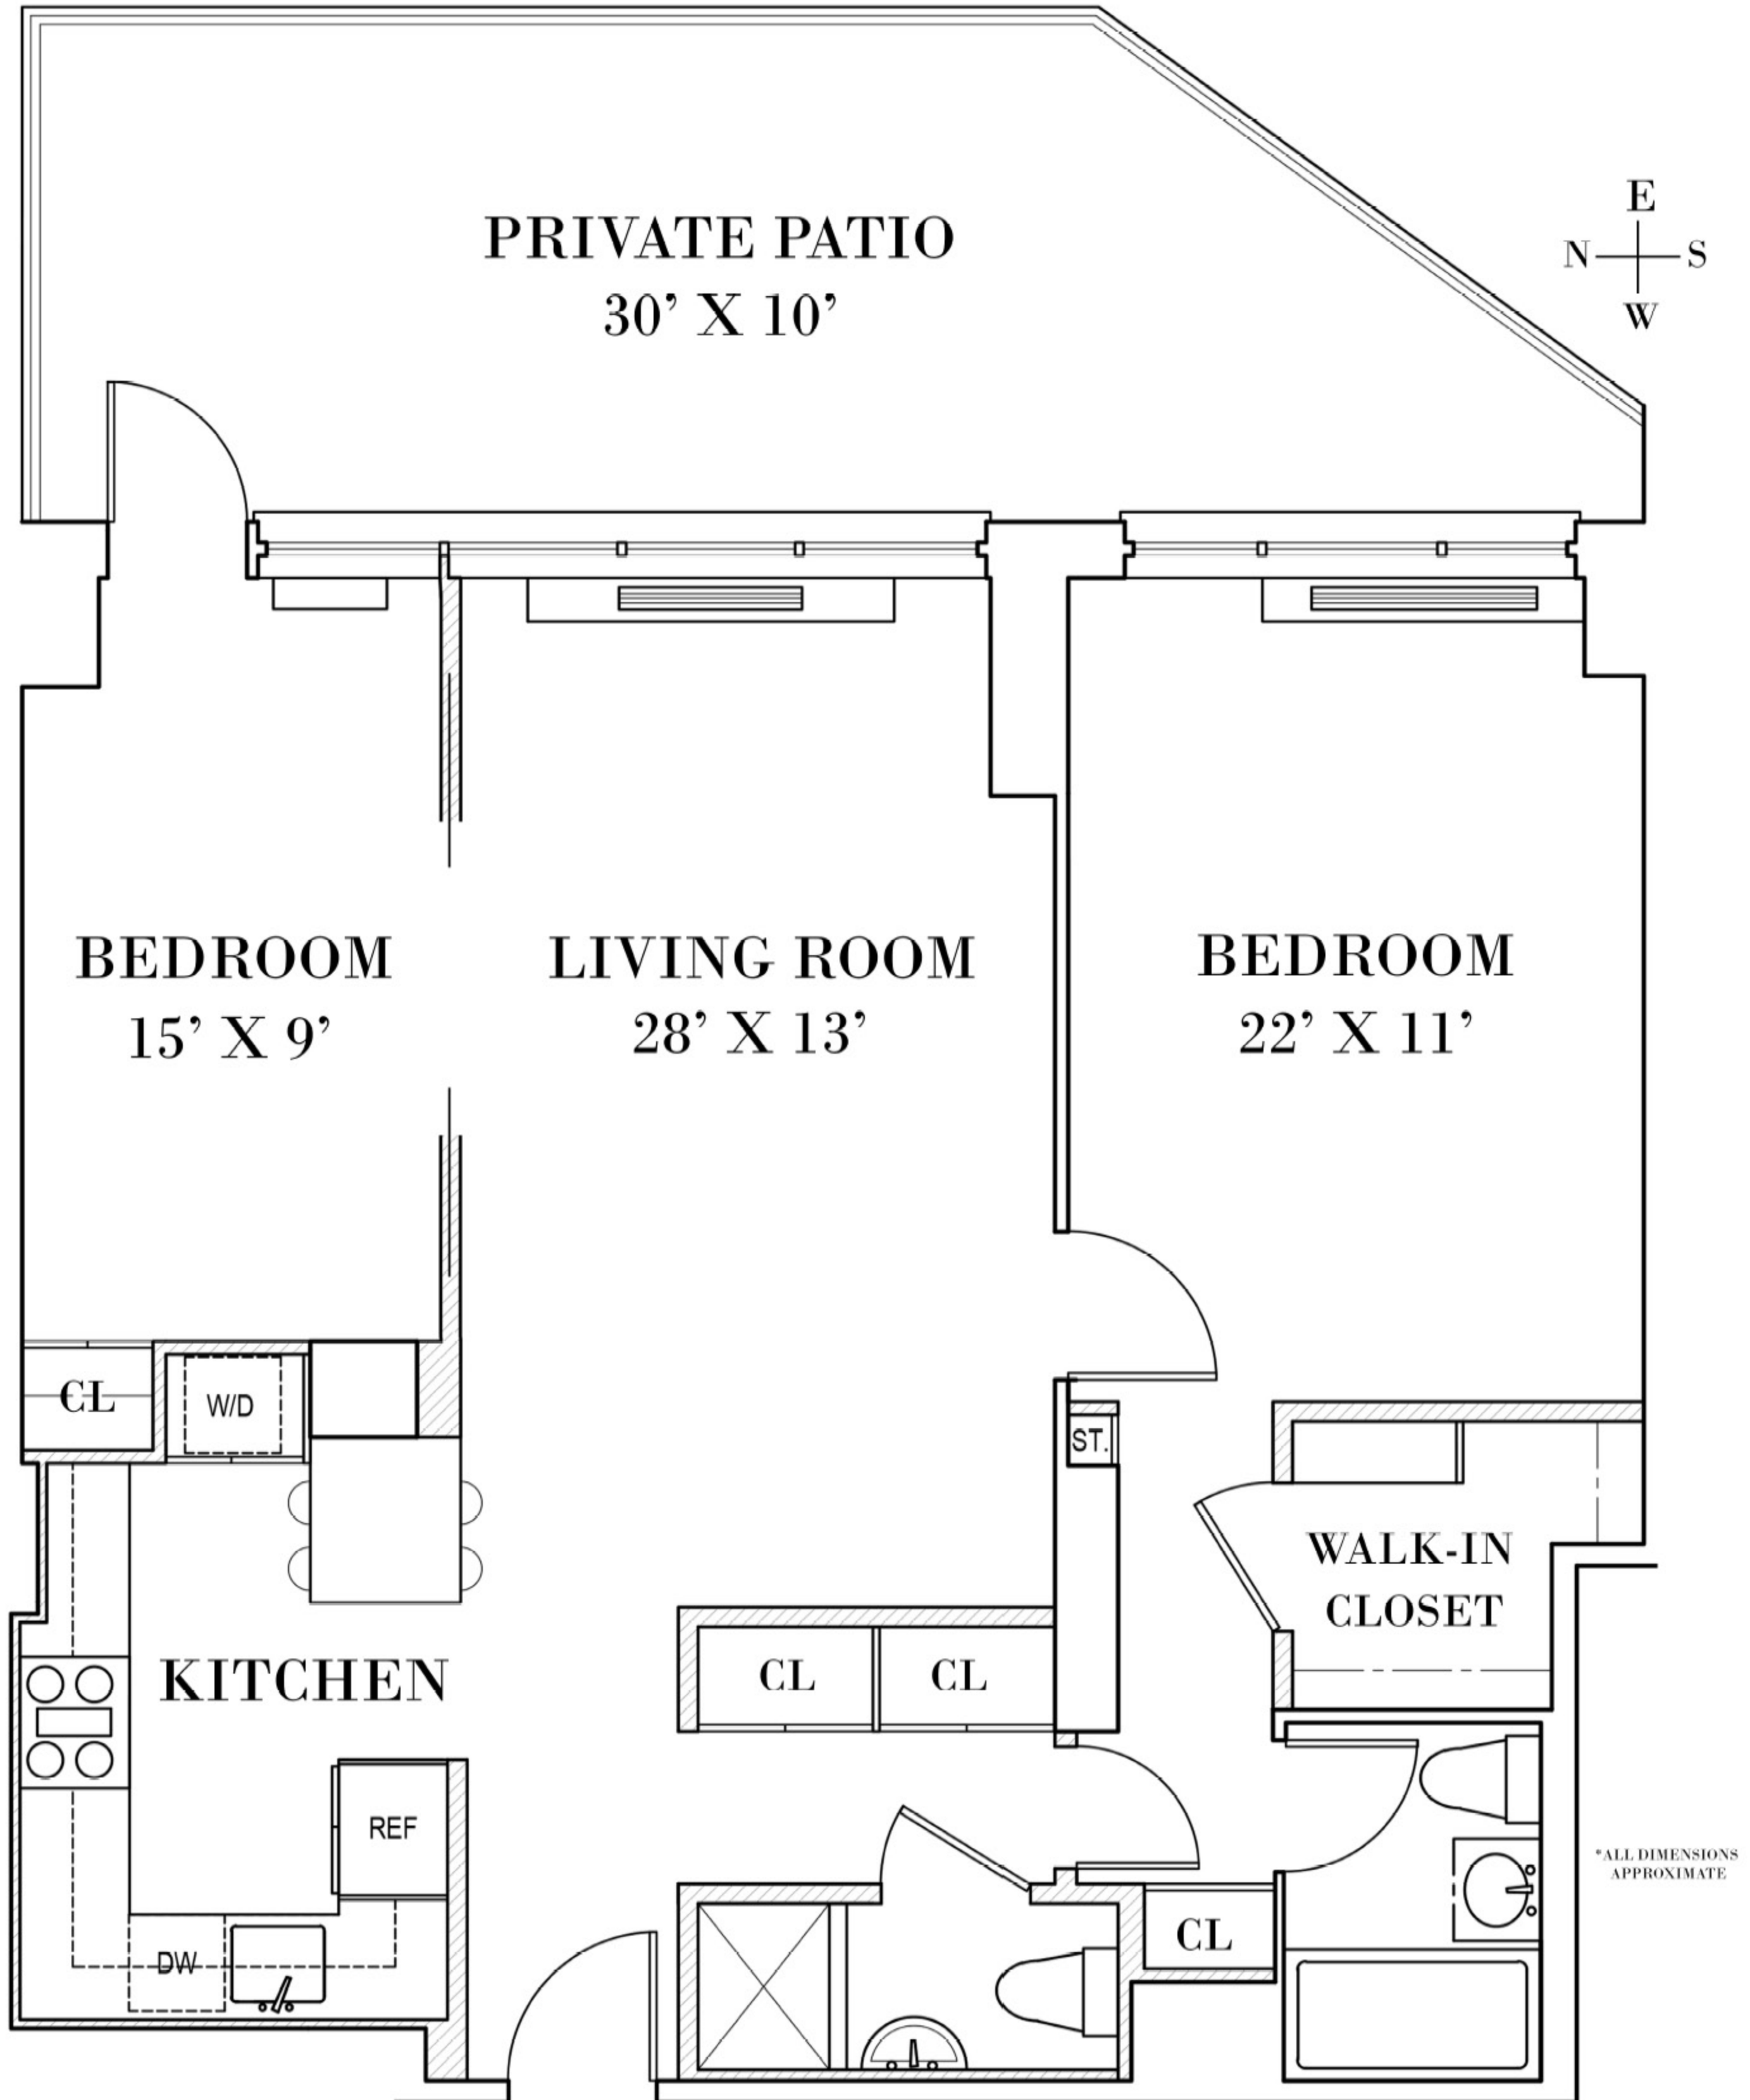 PRIVATE PATIO
30’ X 10’
E
N S
W
BEDROOM
15’ X 9’
LIVING ROOM
28’ X 13’
BEDROOM
22’ X 11’
CL
W/D
ST.
WALK-IN
CLOSET
KITCHEN
CL
CL
REF
*ALL DIMENSIONS
APPROXIMATE
CL
DW